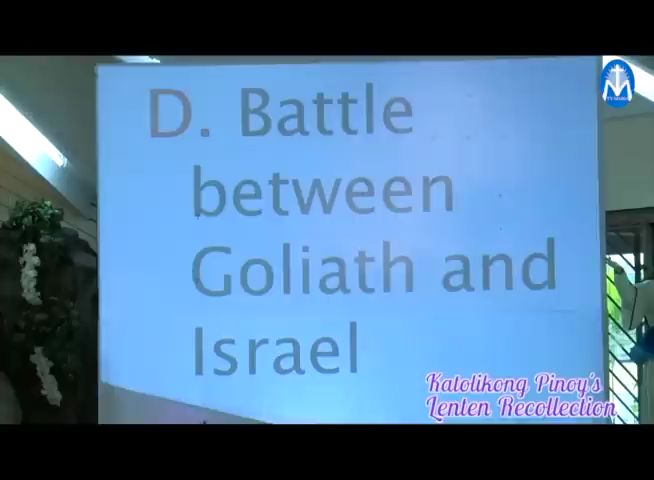 D. Battle
between
Goliath and
Israel
Katolikong Pinoy's
Lenten Recollection